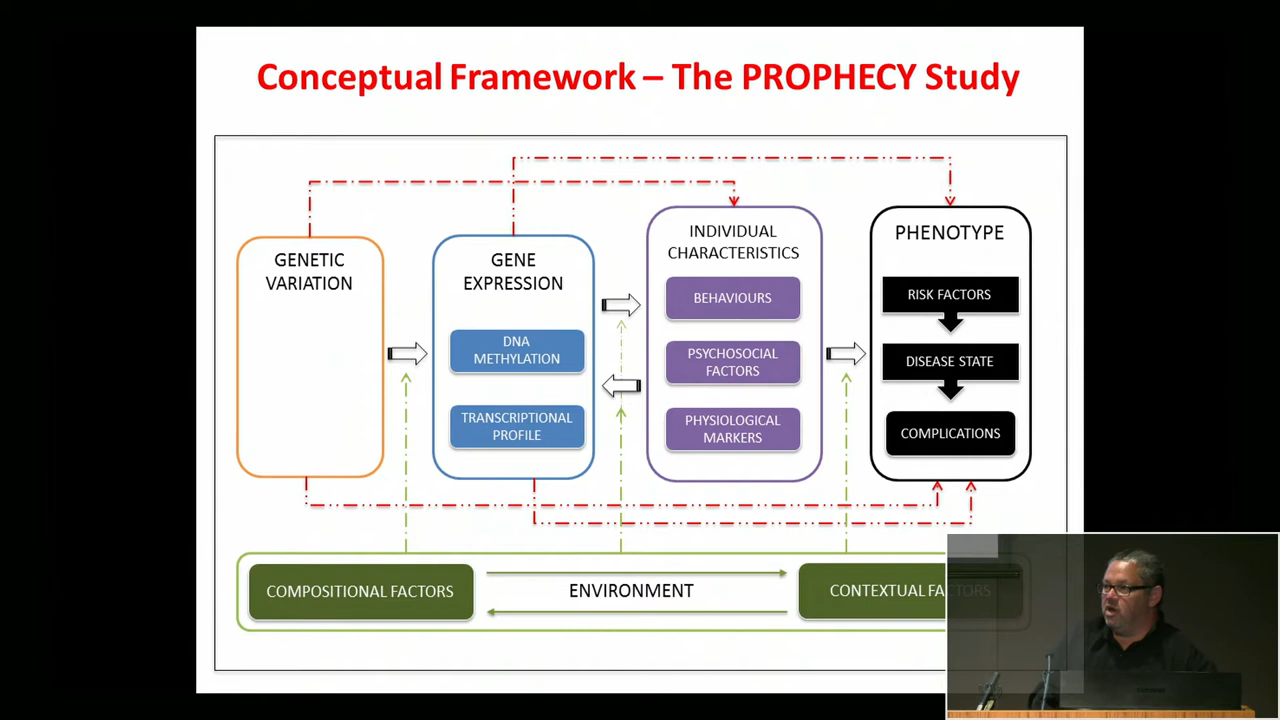 Conceptual Framework – The PROPHECY Study
GENETIC
VARIATION
GENE
EXPRESSION
DNA
METHYLATION
TRANSCRIPTIONAL
PROFILE
INDIVIDUAL
CHARACTERISTICS
BEHAVIOURS
PSYCHOSOCIAL
FACTORS
PHYSIOLOGICAL
MARKERS
PHENOTYPE
RISK FACTORS
DISEASE STATE
COMPLICATIONS
COMPOSITIONAL FACTORS
ENVIRONMENT
CONTEXTUAL FACTORS